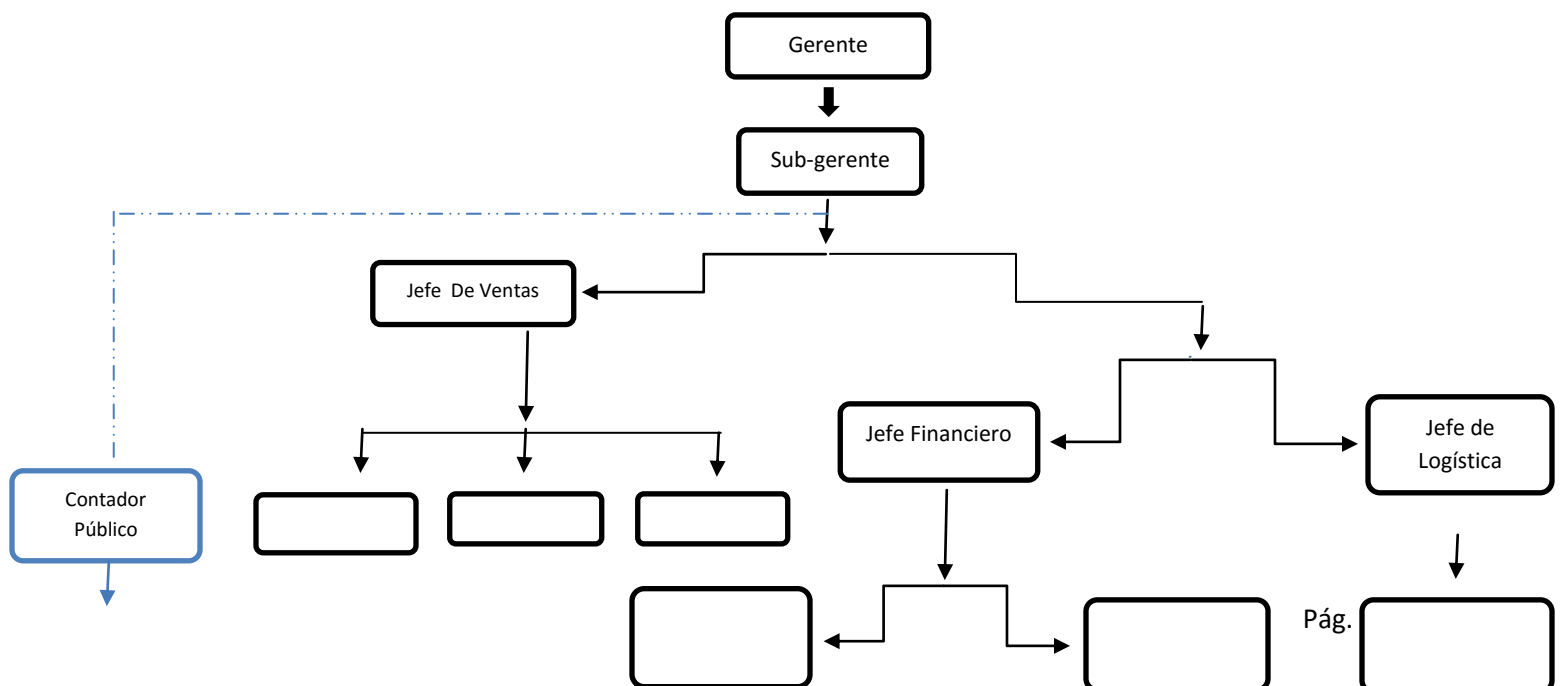 Gerente
Sub-gerente
Jefe De Ventas
Jefe Financiero
Jefe de
Logística
Contador
Público
Pág.